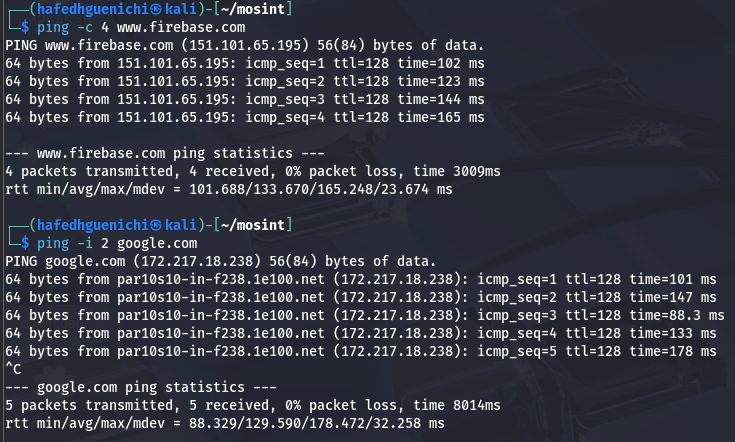 ┌──(hafedhguenichi㉿kali)-[~/mosint]
└─$ ping -c 4 www.firebase.com
PING www.firebase.com (151.101.65.195) 56(84) bytes of data.
64 bytes from 151.101.65.195: icmp_seq=1 ttl=128 time=102 ms
64 bytes from 151.101.65.195: icmp_seq=2 ttl=128 time=123 ms
64 bytes from 151.101.65.195: icmp_seq=3 ttl=128 time=144 ms
64 bytes from 151.101.65.195: icmp_seq=4 ttl=128 time=165 ms

--- www.firebase.com ping statistics ---
4 packets transmitted, 4 received, 0% packet loss, time 3009ms
rtt min/avg/max/mdev = 101.688/133.670/165.248/23.674 ms

┌──(hafedhguenichi㉿kali)-[~/mosint]
└─$ ping -i 2 google.com
PING google.com (172.217.18.238) 56(84) bytes of data.
64 bytes from par10s10-in-f238.1e100.net (172.217.18.238): icmp_seq=1 ttl=128 time=101 ms
64 bytes from par10s10-in-f238.1e100.net (172.217.18.238): icmp_seq=2 ttl=128 time=147 ms
64 bytes from par10s10-in-f238.1e100.net (172.217.18.238): icmp_seq=3 ttl=128 time=88.3 ms
64 bytes from par10s10-in-f238.1e100.net (172.217.18.238): icmp_seq=4 ttl=128 time=133 ms
64 bytes from par10s10-in-f238.1e100.net (172.217.18.238): icmp_seq=5 ttl=128 time=178 ms
^C
--- google.com ping statistics ---
5 packets transmitted, 5 received, 0% packet loss, time 8014ms
rtt min/avg/max/mdev = 88.329/129.590/178.472/32.258 ms